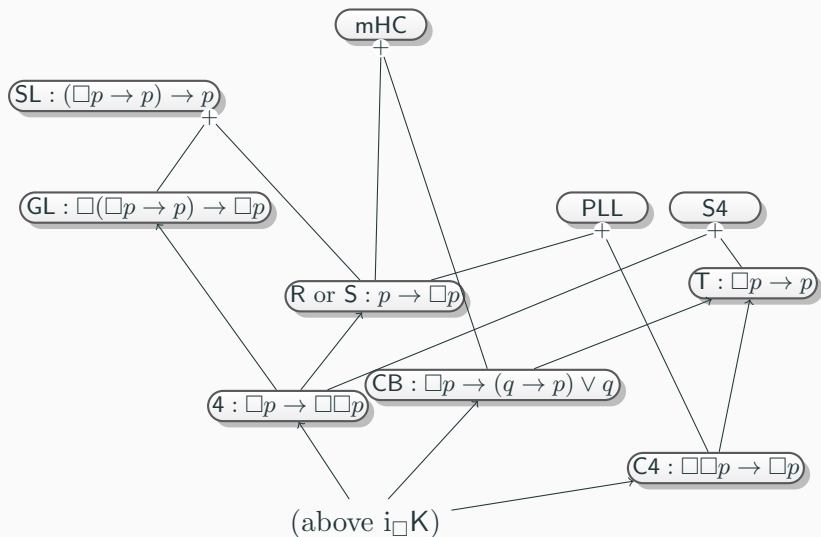 mHC
+
SL : (□p → p) → p
+
GL : □(□p → p) → □p
PLL
S4
+
+
R or S : p → □p
T : □p → p
4 : □p → □□p
CB : □p → (q → p) ∨ q
C4 : □□p → □p
(above i□K)